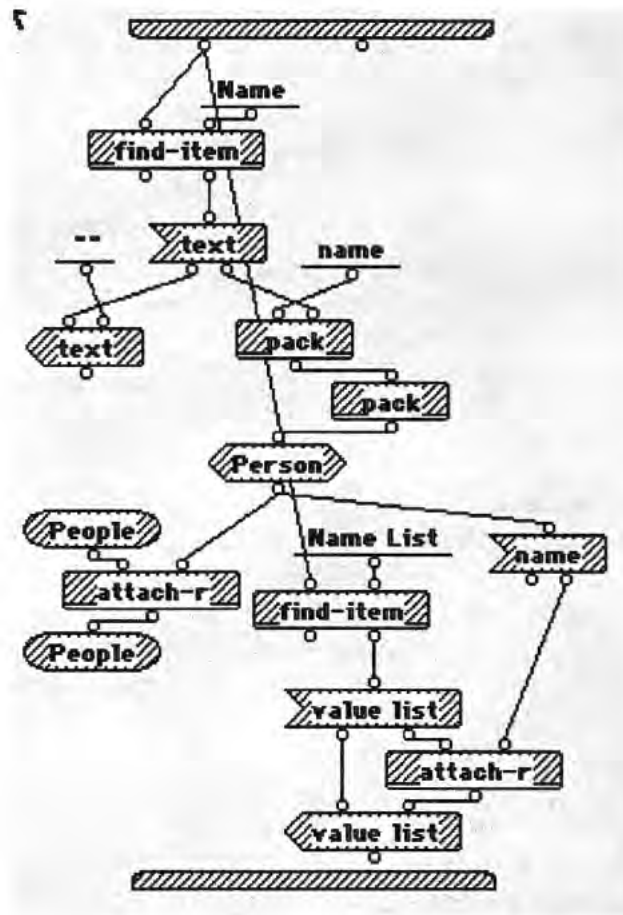 Name
find-item
--
text
name
text
pack
pack
Person
People
Name List
name
attach-r
find-item
People
value list
attach-r
value list